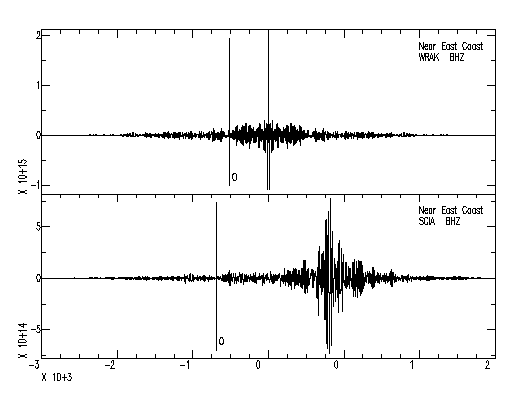 2
Near East Coast
WRAK BHZ
1
0
O
-1
X 10+15
Near East Coast
SCIA BHZ
5
0
-5
O
X 10+14
-3 -2 -1 0 0 1 2
X 10+3